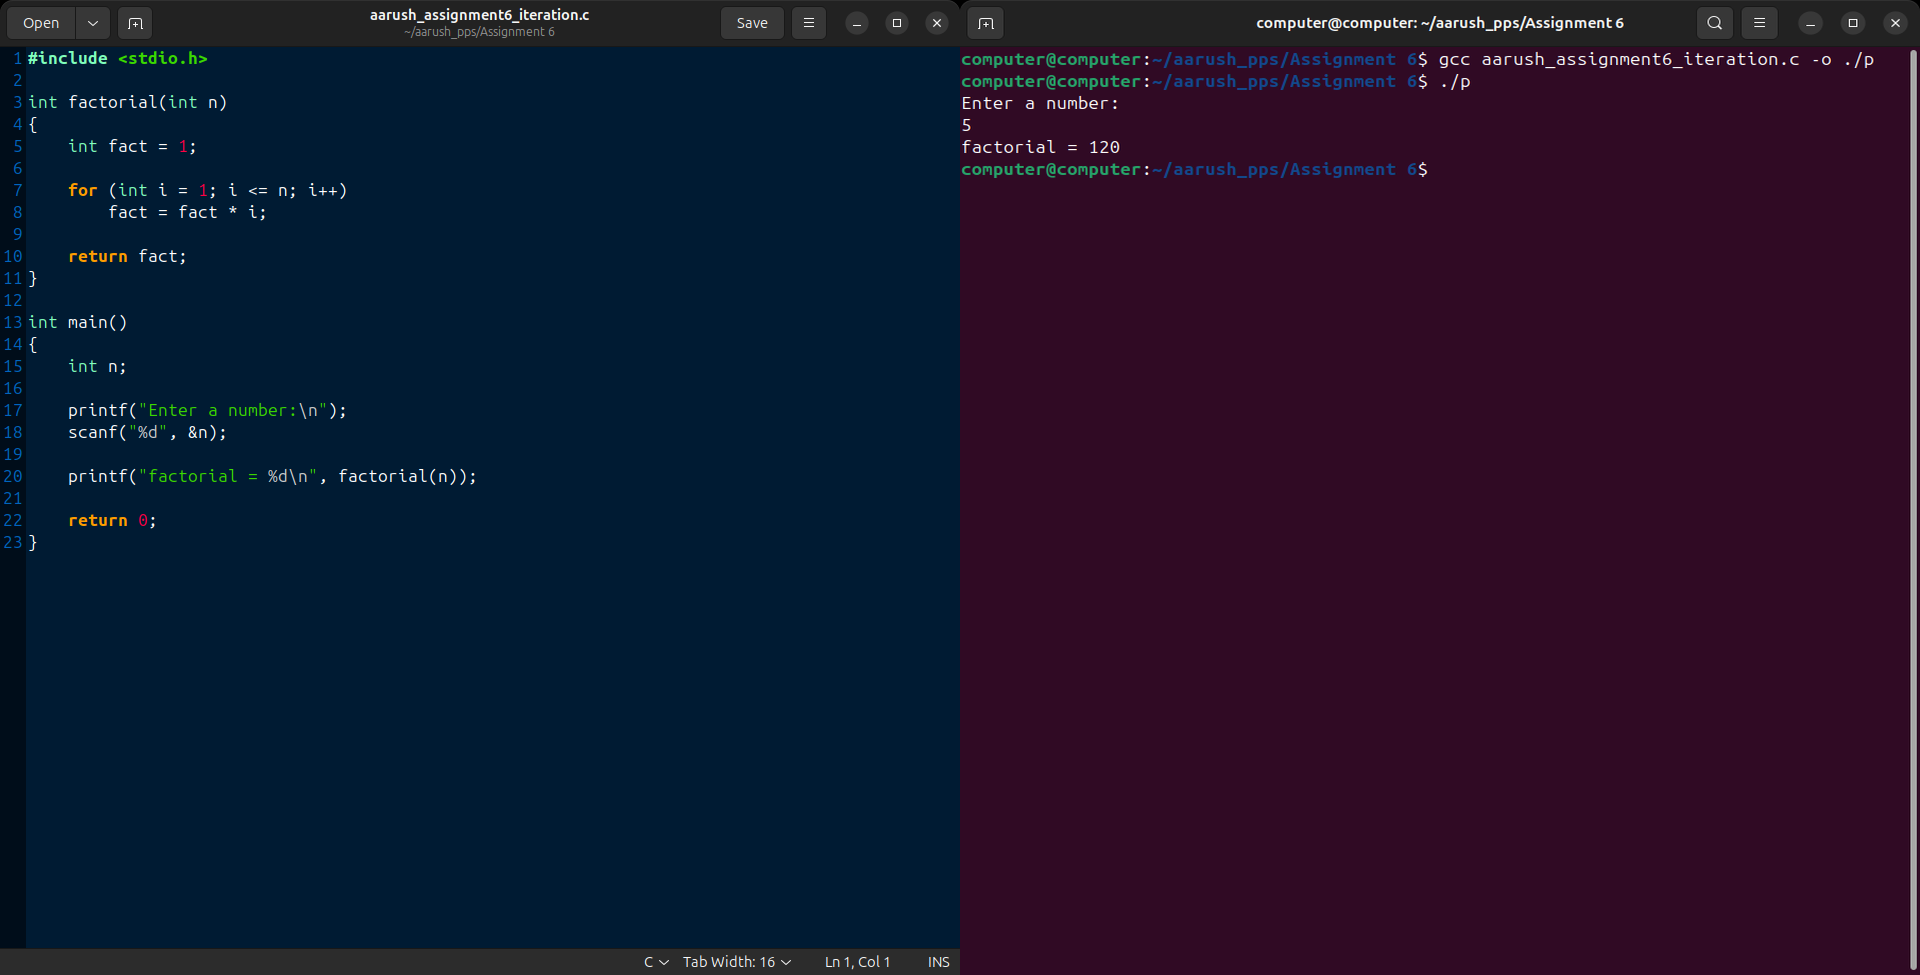 Open
aarush_assignment6_iteration.c
~/aarush_pps/Assignment 6
Save
1 #include <stdio.h>
2
3 int factorial(int n)
4 {
5     int fact = 1;
6
7     for (int i = 1; i <= n; i++)
8         fact = fact * i;
9
10     return fact;
11 }
12
13 int main()
14 {
15     int n;
16
17     printf("Enter a number:\n");
18     scanf("%d", &n);
19
20     printf("factorial = %d\n", factorial(n));
21
22     return 0;
23 }
C
Tab Width: 16
Ln 1, Col 1
INS
computer@computer: ~/aarush_pps/Assignment 6
computer@computer:~/aarush_pps/Assignment 6$ gcc aarush_assignment6_iteration.c -o ./p
computer@computer:~/aarush_pps/Assignment 6$ ./p
Enter a number:
5
factorial = 120
computer@computer:~/aarush_pps/Assignment 6$